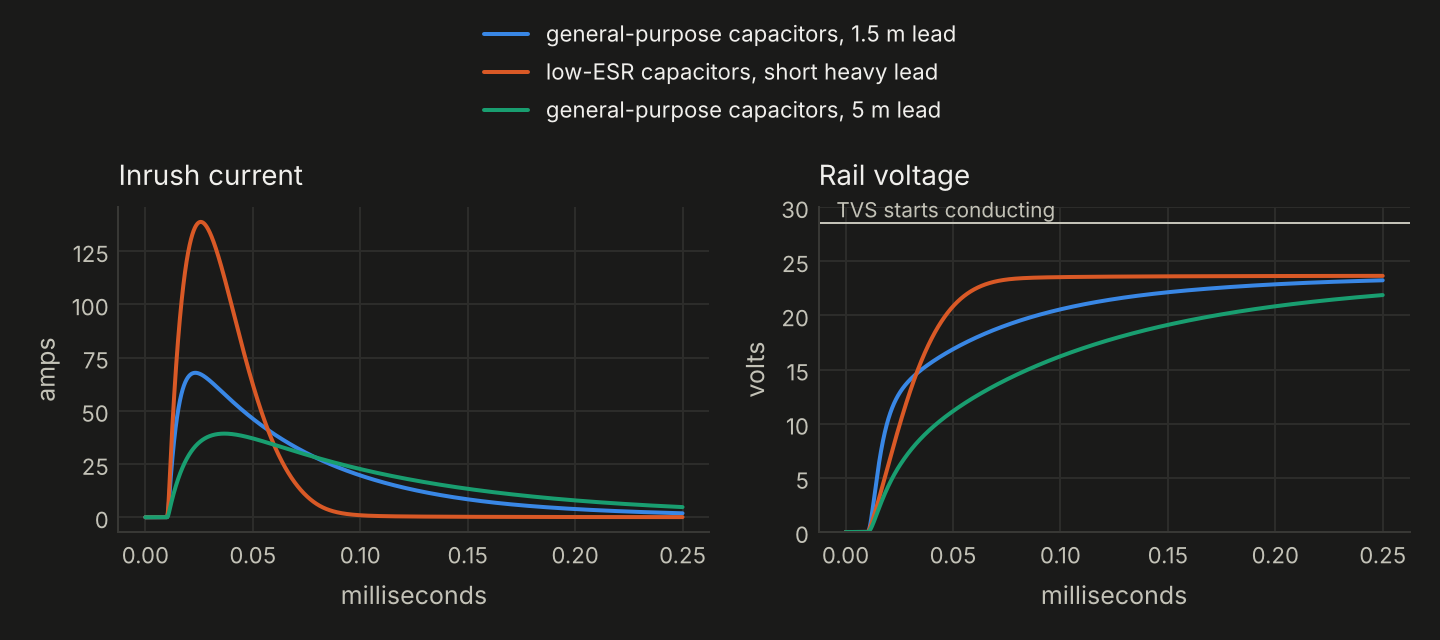 general-purpose capacitors, 1.5 m lead
low-ESR capacitors, short heavy lead
general-purpose capacitors, 5 m lead
Inrush current
125
100
75
50
25
0
amps
0.00 0.05 0.10 0.15 0.20 0.25
milliseconds
Rail voltage
TVS starts conducting
30
25
20
15
10
5
0
volts
0.00 0.05 0.10 0.15 0.20 0.25
milliseconds